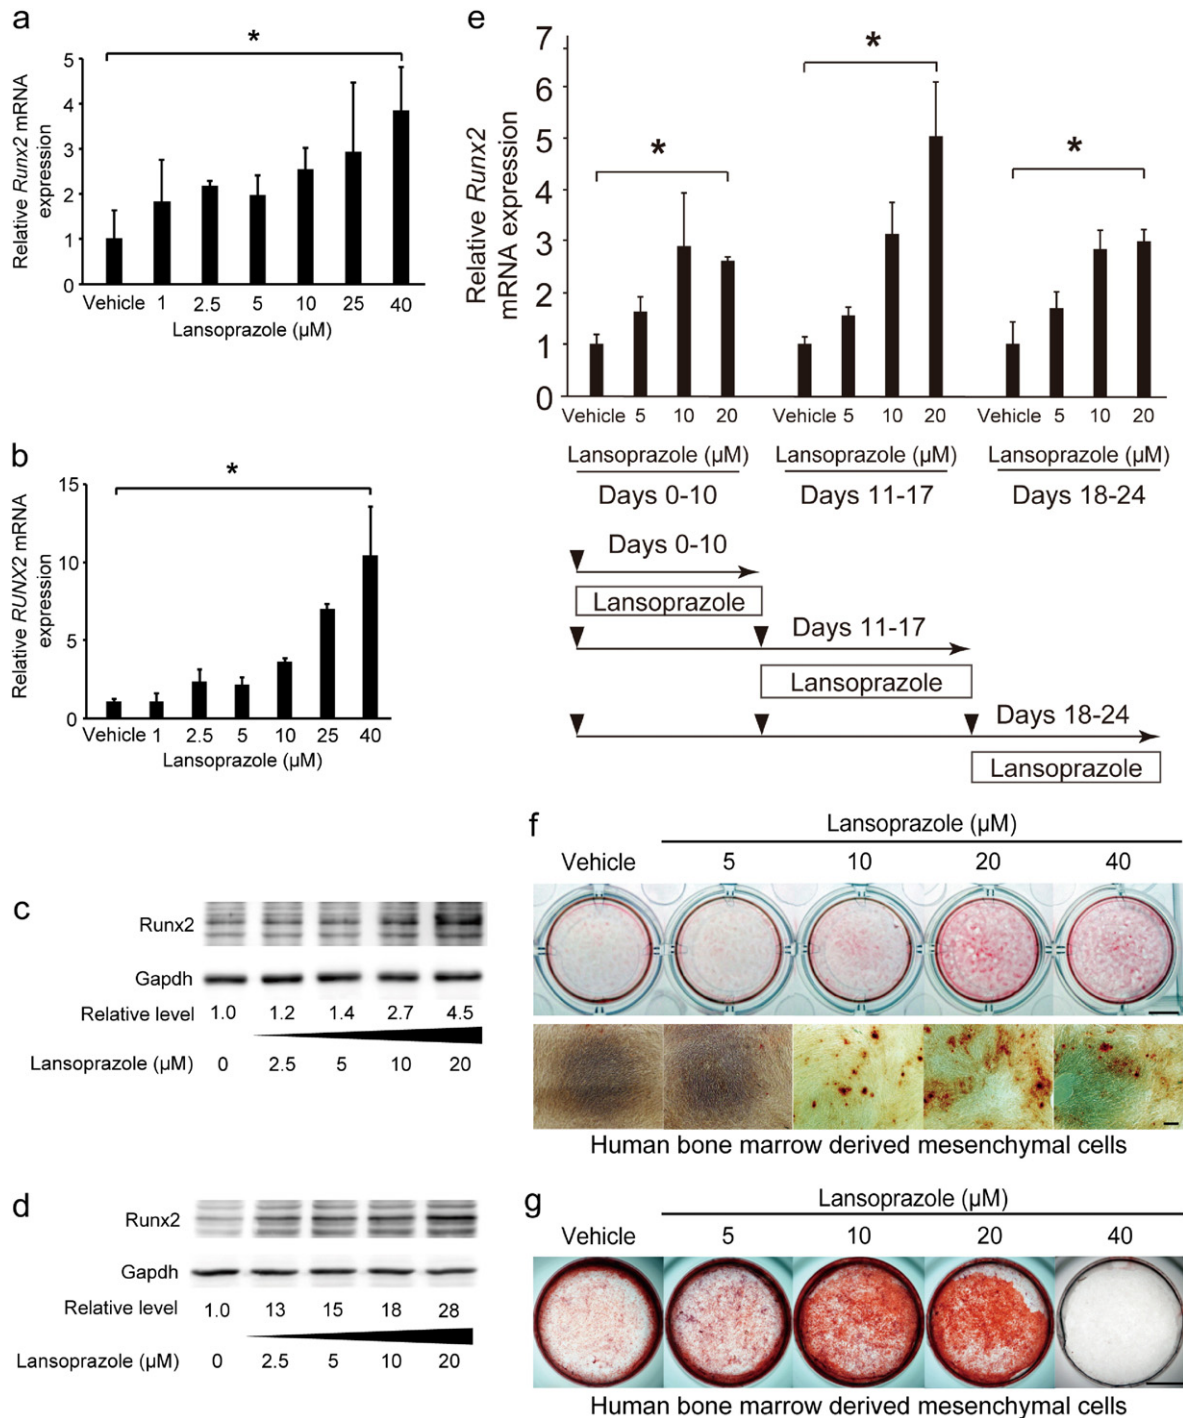 a
*
Relative Runx2 mRNA
expression
5
4
3
2
1
0
Vehicle 1 2.5 5 10 25 40
Lansoprazole (µM)
b
*
Relative RUNX2 mRNA
expression
15
10
5
0
Vehicle 1 2.5 5 10 25 40
Lansoprazole (µM)
c
Runx2
Gapdh
Relative level 1.0 1.2 1.4 2.7 4.5
Lansoprazole (µM) 0 2.5 5 10 20
d
Runx2
Gapdh
Relative level 1.0 13 15 18 28
Lansoprazole (µM) 0 2.5 5 10 20
e
Relative Runx2
mRNA expression
7
6
5
4
3
2
1
0
* * *
Vehicle 5 10 20 Vehicle 5 10 20 Vehicle 5 10 20
Lansoprazole (µM) Lansoprazole (µM) Lansoprazole (µM)
Days 0-10 Days 11-17 Days 18-24
Days 0-10
Lansoprazole
Days 11-17
Lansoprazole
Days 18-24
Lansoprazole
f
Lansoprazole (µM)
Vehicle 5 10 20 40
Human bone marrow derived mesenchymal cells
g
Lansoprazole (µM)
Vehicle 5 10 20 40
Human bone marrow derived mesenchymal cells